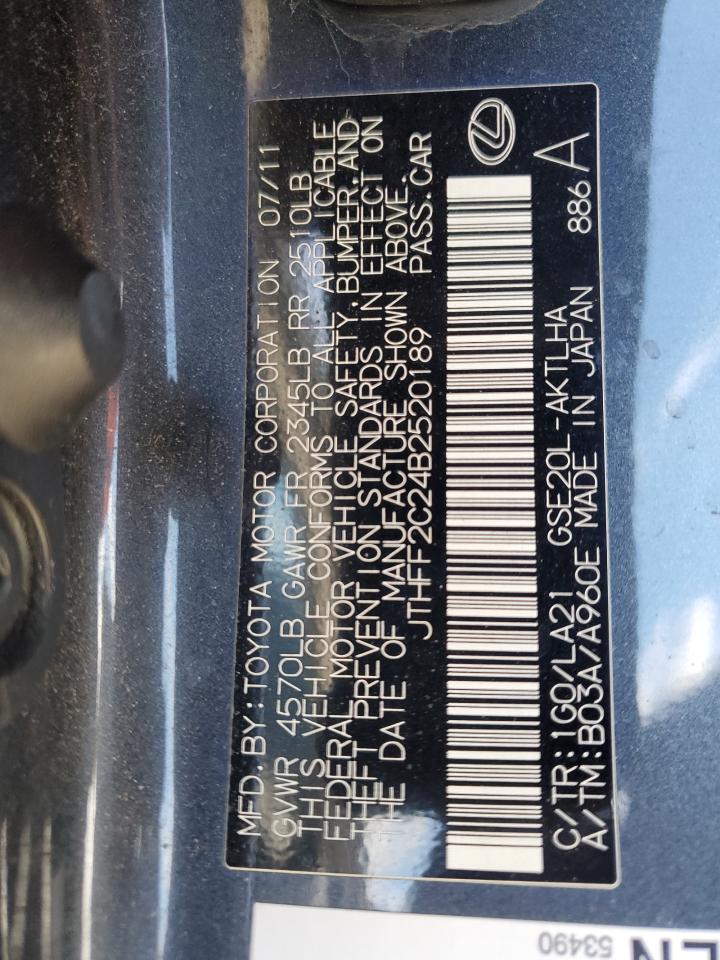 MFD.BY:TOYOTA MOTOR CORPORATION 07/11
GVWR 4570LB GAWR FR 2345LB RR 2510LB
THIS VEHICLE CONFORMS TO ALL APPLICABLE
FEDERAL MOTOR VEHICLE SAFETY,BUMPER,AND
THEFT PREVENTION STANDARDS IN EFFECT ON
THE DATE OF MANUFACTURE SHOWN ABOVE.
JTHFF2C24B2520189 PASS.CAR
C/TR:1G0/LA21 GSE20L-AKTLHA 886
A/TM:B03A/A960E MADE IN JAPAN A
53490
EN